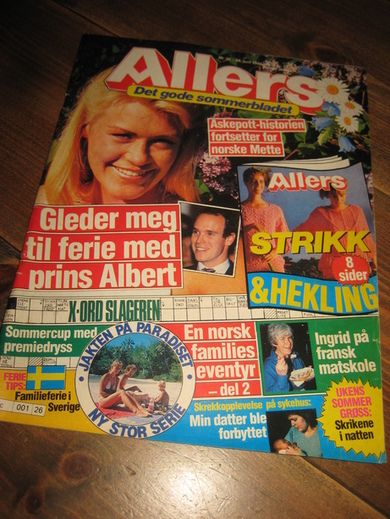 Allers
Det gode sommerbladet
Askepott-historien
fortsetter for
norske Mette
Allers
STRIKK
8
sider
& HEKLING
Gleder meg
til ferie med
prins Albert
X-ORD SLAGEREN
Sommercup med
premiedryss
JAKTEN PÅ PARADISET
NY STOR SERIE
En norsk
families
eventyr
- del 2
Ingrid på
fransk
matskole
FERIE
TIPS
Familieferie i
Sverige
001 26
Skrekkopplevelse på sykehus:
Min datter ble
forbyttet
UKENS
SOMMER
GRØSS:
Skrikene
i natten